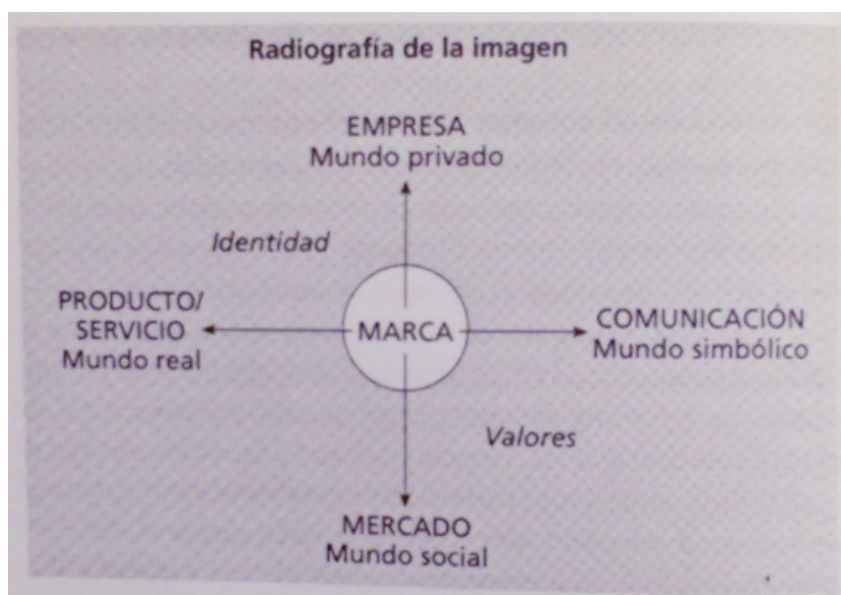 Radiografía de la imagen
EMPRESA
Mundo privado
Identidad
PRODUCTO/
SERVICIO
Mundo real
MARCA
COMUNICACIÓN
Mundo simbólico
Valores
MERCADO
Mundo social